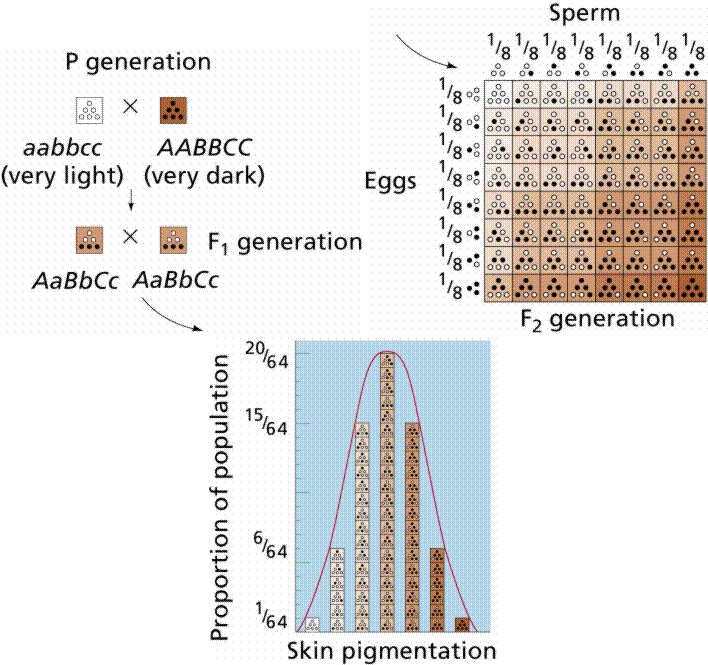 P generation
×
aabbcc
(very light)
AABBCC
(very dark)
×
F1 generation
AaBbCc
AaBbCc
Sperm
1/8 1/8 1/8 1/8 1/8 1/8 1/8 1/8
Eggs
1/8
1/8
1/8
1/8
1/8
1/8
1/8
1/8
F2 generation
Proportion of population
20/64
15/64
6/64
1/64
Skin pigmentation